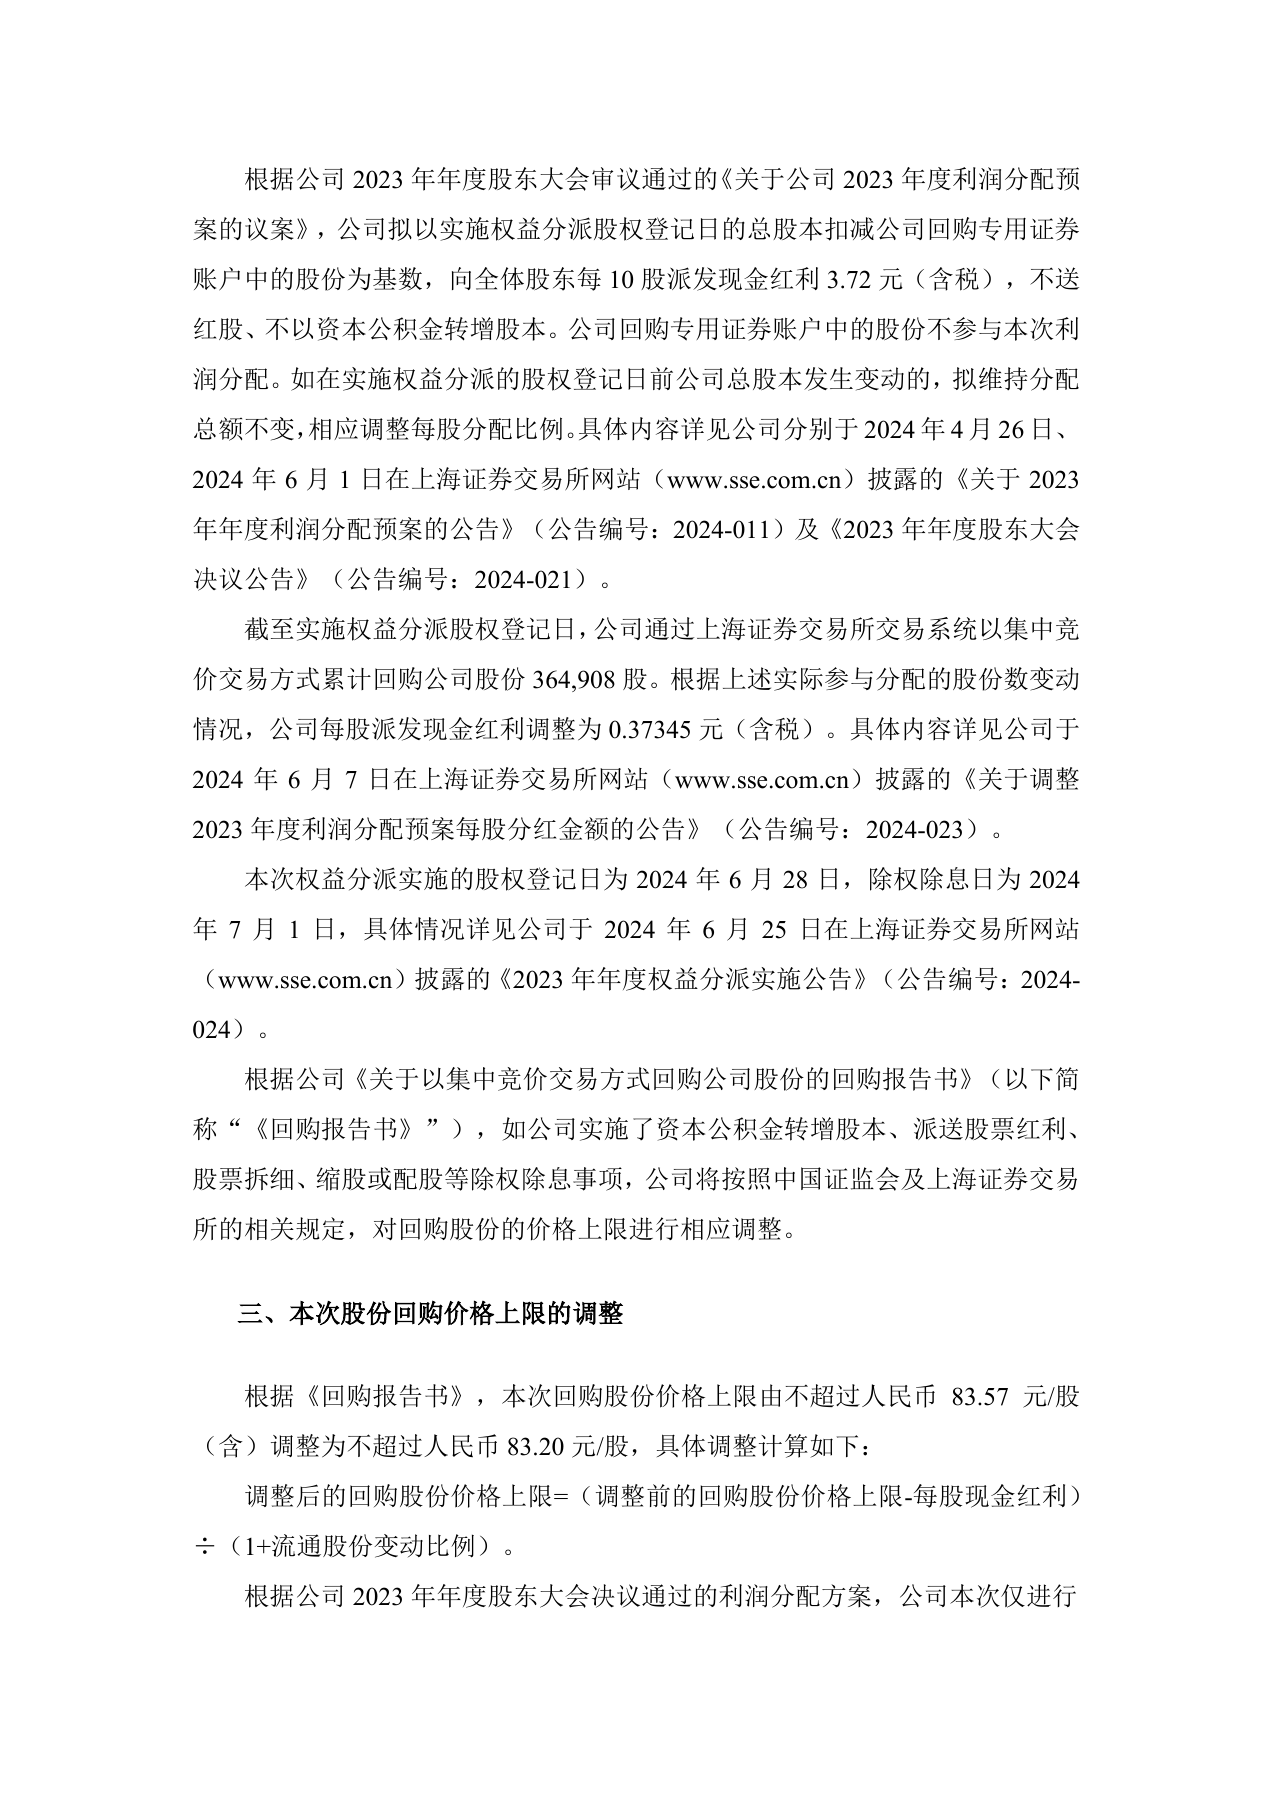 根据公司 2023 年年度股东大会审议通过的《关于公司 2023 年度利润分配预
案的议案》，公司拟以实施权益分派股权登记日的总股本扣减公司回购专用证券
账户中的股份为基数，向全体股东每 10 股派发现金红利 3.72 元（含税），不送
红股、不以资本公积金转增股本。公司回购专用证券账户中的股份不参与本次利
润分配。如在实施权益分派的股权登记日前公司总股本发生变动的，拟维持分配
总额不变，相应调整每股分配比例。具体内容详见公司分别于 2024 年 4 月 26 日、
2024 年 6 月 1 日在上海证券交易所网站（www.sse.com.cn）披露的《关于 2023
年年度利润分配预案的公告》（公告编号：2024-011）及《2023 年年度股东大会
决议公告》（公告编号：2024-021）。
截至实施权益分派股权登记日，公司通过上海证券交易所交易系统以集中竞
价交易方式累计回购公司股份 364,908 股。根据上述实际参与分配的股份数变动
情况，公司每股派发现金红利调整为 0.37345 元（含税）。具体内容详见公司于
2024 年 6 月 7 日在上海证券交易所网站（www.sse.com.cn）披露的《关于调整
2023 年度利润分配预案每股分红金额的公告》（公告编号：2024-023）。
本次权益分派实施的股权登记日为 2024 年 6 月 28 日，除权除息日为 2024
年 7 月 1 日，具体情况详见公司于 2024 年 6 月 25 日在上海证券交易所网站
（www.sse.com.cn）披露的《2023 年年度权益分派实施公告》（公告编号：2024-
024）。
根据公司《关于以集中竞价交易方式回购公司股份的回购报告书》（以下简
称“《回购报告书》”），如公司实施了资本公积金转增股本、派送股票红利、
股票拆细、缩股或配股等除权除息事项，公司将按照中国证监会及上海证券交易
所的相关规定，对回购股份的价格上限进行相应调整。
三、本次股份回购价格上限的调整
根据《回购报告书》，本次回购股份价格上限由不超过人民币 83.57 元/股
（含）调整为不超过人民币 83.20 元/股，具体调整计算如下：
调整后的回购股份价格上限=（调整前的回购股份价格上限-每股现金红利）
÷（1+流通股份变动比例）。
根据公司 2023 年年度股东大会决议通过的利润分配方案，公司本次仅进行